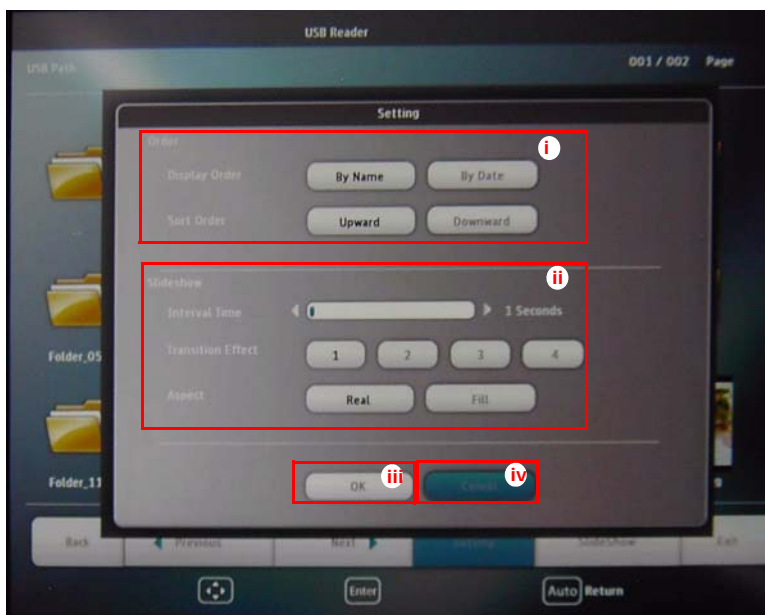 USB Reader
USB Path 001 / 002 Page
Setting
Order
i
Display Order By Name By Date
Sort Order Upward Downward
ii
Slideshow
Interval Time 1 Seconds
Transition Effect 1 2 3 4
Aspect Real Fill
Folder_05
iii iv
OK Cancel
Folder_11
Back Previous Next Setting SlideShow Exit
Enter Auto Return